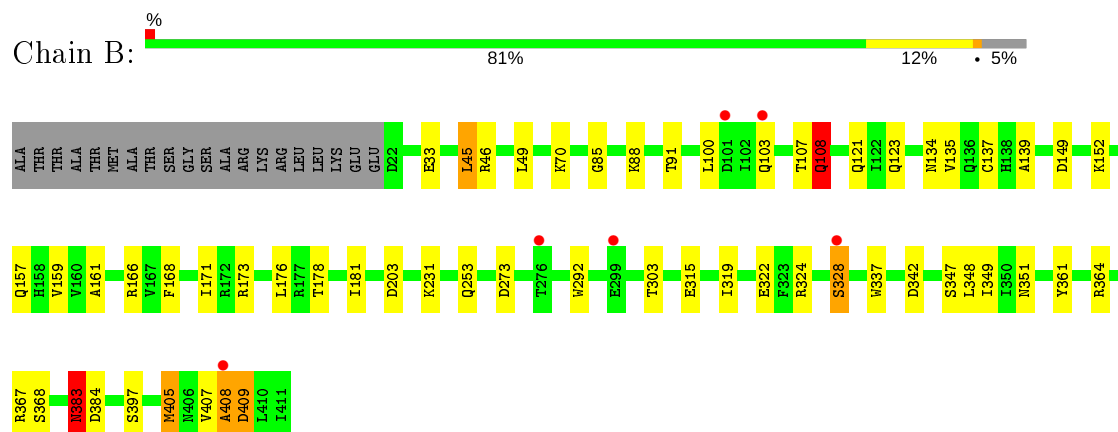 %
Chain B:
81% 12% • 5%
ALA THR THR ALA THR MET ALA THR SER GLY SER ALA ARG LYS ARG LEU LEU LYS GLU GLU D22 E33 L45 R46 L49 K70 G85 K88 T91 L100 D101 I102 Q103 T107 Q108 Q121 I122 Q123 N134 V135 Q136 C137 H138 A139 D149 K152
Q157 H158 V159 V160 A161 R166 V167 F168 I171 R172 R173 L176 R177 T178 I181 D203 K231 Q253 D273 T276 W292 E299 T303 E315 I319 E322 F323 R324 S328 W337 D342 S347 L348 I349 I350 N351 Y361 R364
R367 S368 N383 D384 S397 M405 N406 V407 A408 D409 L410 I411